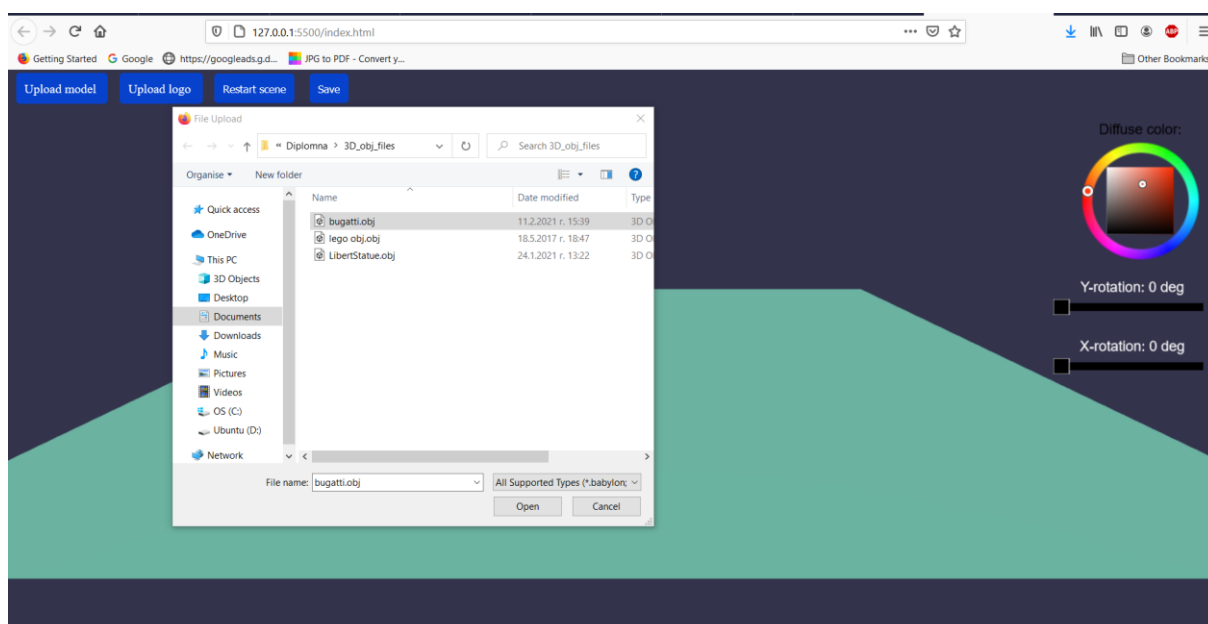 127.0.0.1:5500/index.html
Getting Started Google https://googleads.g.d... JPG to PDF - Convert y... Other Bookmarks
Upload model Upload logo Restart scene Save
File Upload
« Diplomna › 3D_obj_files Search 3D_obj_files
Organise New folder
Name Date modified Type
Quick access
OneDrive
This PC
3D Objects
Desktop
Documents
Downloads
Music
Pictures
Videos
OS (C:)
Ubuntu (D:)
Network
bugatti.obj 11.2.2021 г. 15:39 3D O
lego obj.obj 18.5.2017 г. 18:47 3D O
LibertStatue.obj 24.1.2021 г. 13:22 3D O
File name: bugatti.obj All Supported Types (*.babylon;
Open Cancel
Diffuse color:
Y-rotation: 0 deg
X-rotation: 0 deg